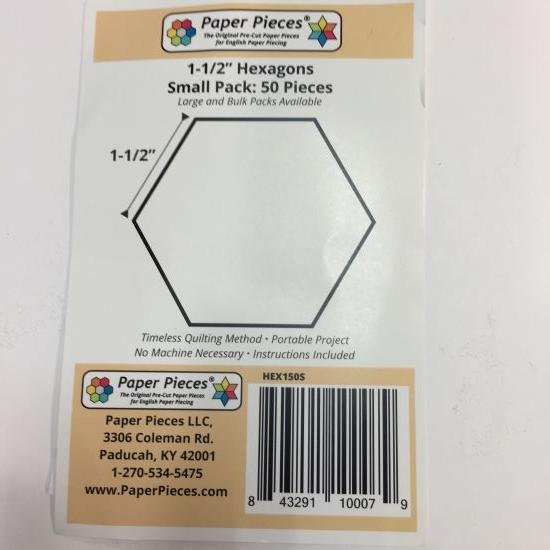 Paper Pieces®
The Original Pre-Cut Paper Pieces
for English Paper Piecing
1-1/2” Hexagons
Small Pack: 50 Pieces
Large and Bulk Packs Available
1-1/2”
Timeless Quilting Method • Portable Project
No Machine Necessary • Instructions Included
Paper Pieces®
The Original Pre-Cut Paper Pieces
for English Paper Piecing
Paper Pieces LLC,
3306 Coleman Rd.
Paducah, KY 42001
1-270-534-5475
www.PaperPieces.com
HEX150S
8 43291 10007 9